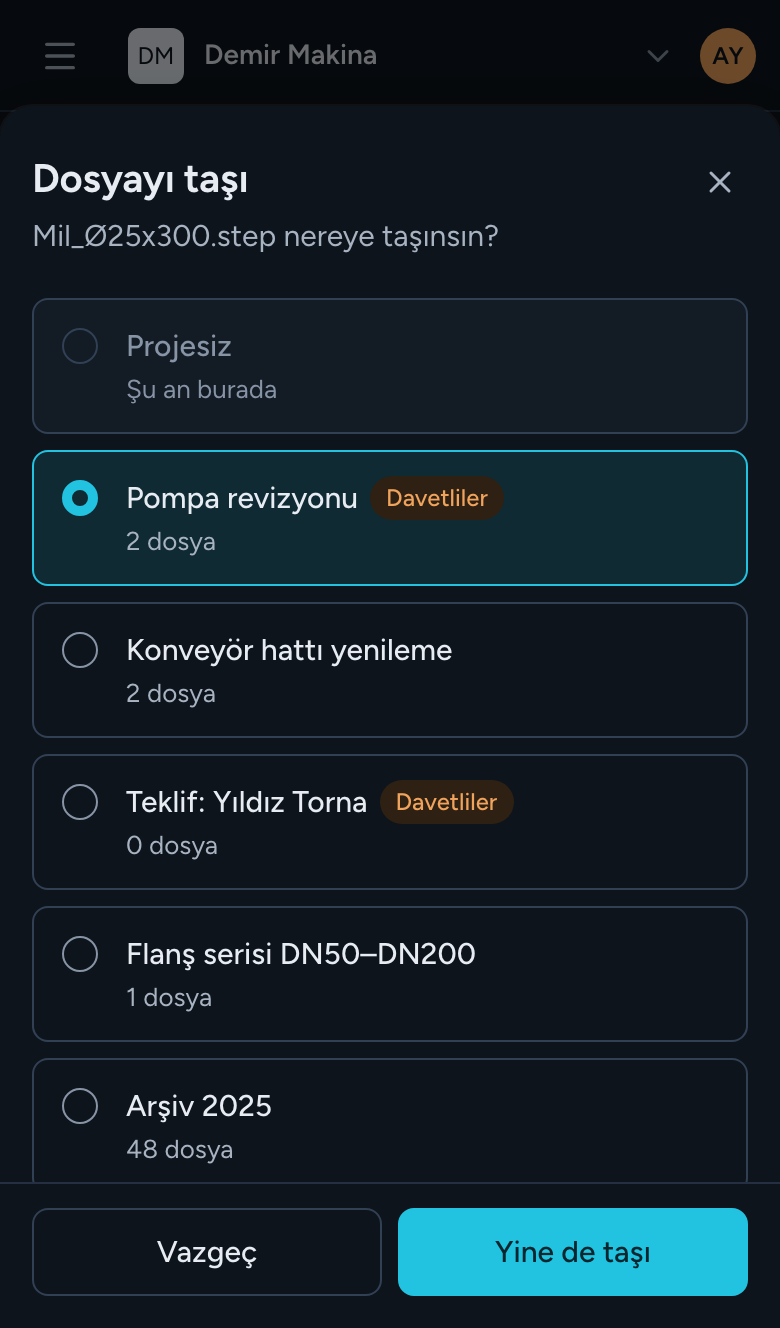 DM Demir Makina AY
Dosyayı taşı
Mil_Ø25x300.step nereye taşınsın?
Projesiz
Şu an burada
Pompa revizyonu Davetliler
2 dosya
Konveyör hattı yenileme
2 dosya
Teklif: Yıldız Torna Davetliler
0 dosya
Flanş serisi DN50–DN200
1 dosya
Arşiv 2025
48 dosya
Vazgeç Yine de taşı